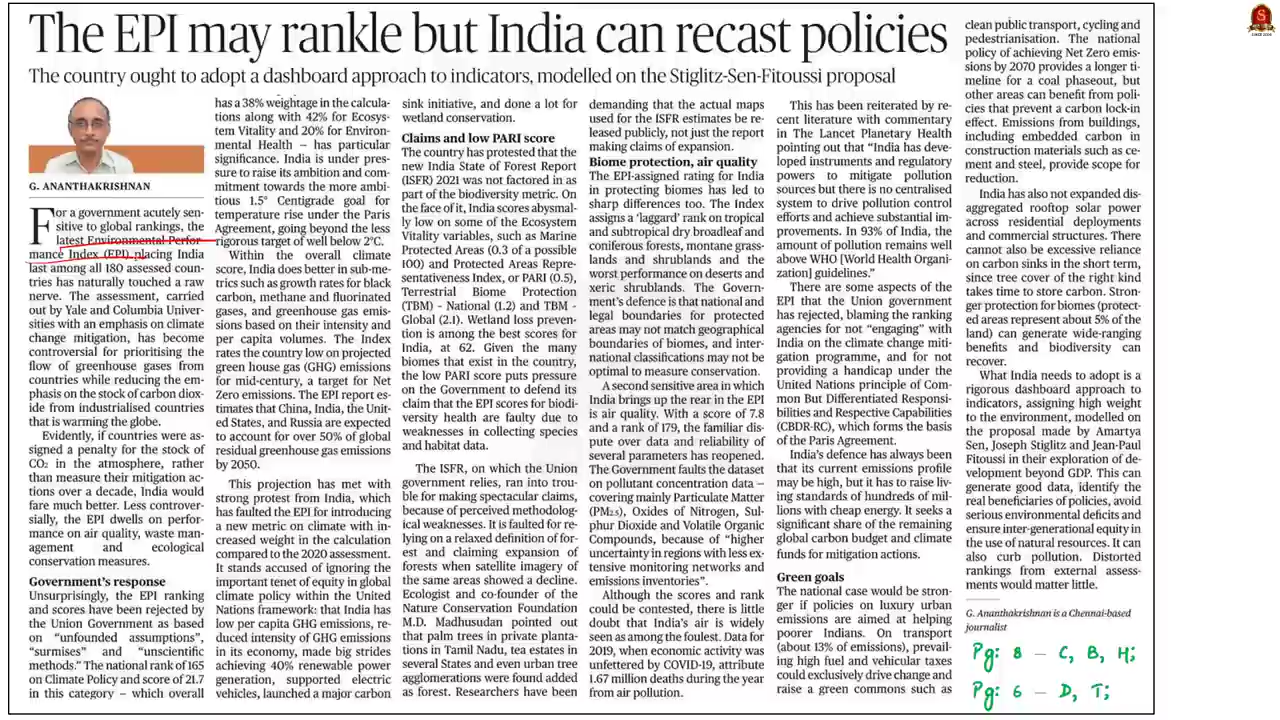 The EPI may rankle but India can recast policies
The country ought to adopt a dashboard approach to indicators, modelled on the Stiglitz-Sen-Fitoussi proposal
G. ANANTHAKRISHNAN
For a government acutely sen-
sitive to global rankings, the
latest Environmental Perfor-
mance Index (EPI) placing India
last among all 180 assessed coun-
tries has naturally touched a raw
nerve. The assessment, carried
out by Yale and Columbia Univer-
sities with an emphasis on climate
change mitigation, has become
controversial for prioritising the
flow of greenhouse gases from
countries while reducing the em-
phasis on the stock of carbon diox-
ide from industrialised countries
that is warming the globe.
Evidently, if countries were as-
signed a penalty for the stock of
CO₂ in the atmosphere, rather
than measure their mitigation ac-
tions over a decade, India would
fare much better. Less controver-
sially, the EPI dwells on perfor-
mance on air quality, waste man-
agement and ecological
conservation measures.
Government's response
Unsurprisingly, the EPI ranking
and scores have been rejected by
the Union Government as based
on "unfounded assumptions",
"surmises" and "unscientific
methods." The national rank of 165
on Climate Policy and score of 21.7
in this category – which overall
has a 38% weightage in the calcula-
tions along with 42% for Ecosys-
tem Vitality and 20% for Environ-
mental Health – has particular
significance. India is under pres-
sure to raise its ambition and com-
mitment towards the more ambi-
tious 1.5° Centigrade goal for
temperature rise under the Paris
Agreement, going beyond the less
rigorous target of well below 2°C.
Within the overall climate
score, India does better in sub-me-
trics such as growth rates for black
carbon, methane and fluorinated
gases, and greenhouse gas emis-
sions based on their intensity and
per capita volumes. The Index
rates the country low on projected
green house gas (GHG) emissions
for mid-century, a target for Net
Zero emissions. The EPI report es-
timates that China, India, the Unit-
ed States, and Russia are expected
to account for over 50% of global
residual greenhouse gas emissions
by 2050.
This projection has met with
strong protest from India, which
has faulted the EPI for introducing
a new metric on climate with in-
creased weight in the calculation
compared to the 2020 assessment.
It stands accused of ignoring the
important tenet of equity in global
climate policy within the United
Nations framework: that India has
low per capita GHG emissions, re-
duced intensity of GHG emissions
in its economy, made big strides
achieving 40% renewable power
generation, supported electric
vehicles, launched a major carbon
sink initiative, and done a lot for
wetland conservation.
Claims and low PARI score
The country has protested that the
new India State of Forest Report
(ISFR) 2021 was not factored in as
part of the biodiversity metric. On
the face of it, India scores abysmal-
ly low on some of the Ecosystem
Vitality variables, such as Marine
Protected Areas (0.3 of a possible
100) and Protected Areas Repre-
sentativeness Index, or PARI (0.5),
Terrestrial Biome Protection
(TBM) - National (1.2) and TBM -
Global (2.1). Wetland loss preven-
tion is among the best scores for
India, at 62. Given the many
biomes that exist in the country,
the low PARI score puts pressure
on the Government to defend its
claim that the EPI scores for biodi-
versity health are faulty due to
weaknesses in collecting species
and habitat data.
The ISFR, on which the Union
government relies, ran into trou-
ble for making spectacular claims,
because of perceived methodolog-
ical weaknesses. It is faulted for re-
lying on a relaxed definition of for-
est and claiming expansion of
forests when satellite imagery of
the same areas showed a decline.
Ecologist and co-founder of the
Nature Conservation Foundation
M.D. Madhusudan pointed out
that palm trees in private planta-
tions in Tamil Nadu, tea estates in
several States and even urban tree
agglomerations were found added
as forest. Researchers have been
demanding that the actual maps
used for the ISFR estimates be re-
leased publicly, not just the report
making claims of expansion.
Biome protection, air quality
The EPI-assigned rating for India
in protecting biomes has led to
sharp differences too. The Index
assigns a 'laggard' rank on tropical
and subtropical dry broadleaf and
coniferous forests, montane grass-
lands and shrublands and the
worst performance on deserts and
xeric shrublands. The Govern-
ment's defence is that national and
legal boundaries for protected
areas may not match geographical
boundaries of biomes, and inter-
national classifications may not be
optimal to measure conservation.
A second sensitive area in which
India brings up the rear in the EPI
is air quality. With a score of 7.8
and a rank of 179, the familiar dis-
pute over data and reliability of
several parameters has reopened.
The Government faults the dataset
on pollutant concentration data –
covering mainly Particulate Matter
(PM₂.₅), Oxides of Nitrogen, Sul-
phur Dioxide and Volatile Organic
Compounds, because of "higher
uncertainty in regions with less ex-
tensive monitoring networks and
emissions inventories".
Although the scores and rank
could be contested, there is little
doubt that India's air is widely
seen as among the foulest. Data for
2019, when economic activity was
unfettered by COVID-19, attribute
1.67 million deaths during the year
from air pollution.
This has been reiterated by re-
cent literature with commentary
in The Lancet Planetary Health
pointing out that "India has deve-
loped instruments and regulatory
powers to mitigate pollution
sources but there is no centralised
system to drive pollution control
efforts and achieve substantial im-
provements. In 93% of India, the
amount of pollution remains well
above WHO [World Health Organi-
zation] guidelines."
There are some aspects of the
EPI that the Union government
has rejected, blaming the ranking
agencies for not "engaging" with
India on the climate change miti-
gation programme, and for not
providing a handicap under the
United Nations principle of Com-
mon But Differentiated Responsi-
bilities and Respective Capabilities
(CBDR-RC), which forms the basis
of the Paris Agreement.
India's defence has always been
that its current emissions profile
may be high, but it has to raise liv-
ing standards of hundreds of mil-
lions with cheap energy. It seeks a
significant share of the remaining
global carbon budget and climate
funds for mitigation actions.
Green goals
The national case would be stron-
ger if policies on luxury urban
emissions are aimed at helping
poorer Indians. On transport
(about 13% of emissions), prevail-
ing high fuel and vehicular taxes
could exclusively drive change and
raise a green commons such as
clean public transport, cycling and
pedestrianisation. The national
policy of achieving Net Zero emis-
sions by 2070 provides a longer ti-
meline for a coal phaseout, but
other areas can benefit from poli-
cies that prevent a carbon lock-in
effect. Emissions from buildings,
including embedded carbon in
construction materials such as ce-
ment and steel, provide scope for
reduction.
India has also not expanded dis-
aggregated rooftop solar power
across residential deployments
and commercial structures. There
cannot also be excessive reliance
on carbon sinks in the short term,
since tree cover of the right kind
takes time to store carbon. Stron-
ger protection for biomes (protect-
ed areas represent about 5% of the
land) can generate wide-ranging
benefits and biodiversity can
recover.
What India needs to adopt is a
rigorous dashboard approach to
indicators, assigning high weight
to the environment, modelled on
the proposal made by Amartya
Sen, Joseph Stiglitz and Jean-Paul
Fitoussi in their exploration of de-
velopment beyond GDP. This can
generate good data, identify the
real beneficiaries of policies, avoid
serious environmental deficits and
ensure inter-generational equity in
the use of natural resources. It can
also curb pollution. Distorted
rankings from external assess-
ments would matter little.
G. Ananthakrishnan is a Chennai-based
journalist
Pg: 8 – C, B, H;
Pg: 6 – D, T;